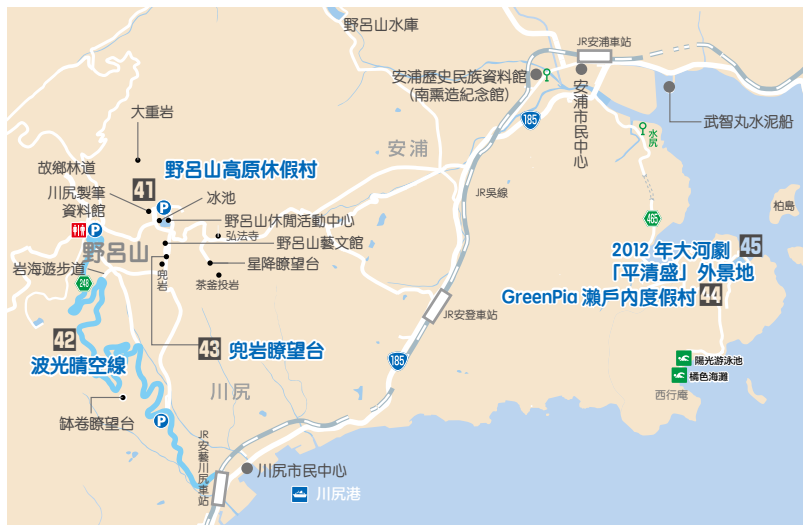 野呂山水庫
JR安浦車站
安浦歷史民族資料館
(南熏造紀念館)
安浦市民中心
185
武智丸水泥船
大重岩
水尻
安浦
故鄉林道
野呂山高原休假村
41
川尻製筆
資料館
冰池
JR吳線
柏島
465
野呂山休閒活動中心
弘法寺
野呂山
野呂山藝文館
2012 年大河劇
「平清盛」外景地
45
岩海遊步道
兜岩
星降瞭望台
茶釜投岩
248
GreenPia 瀨戶內度假村
44
JR安登車站
42
波光晴空線
43
兜岩瞭望台
185
陽光游泳池
橘色海灘
川尻
西行庵
缽卷瞭望台
JR安藝川尻車站
川尻市民中心
川尻港